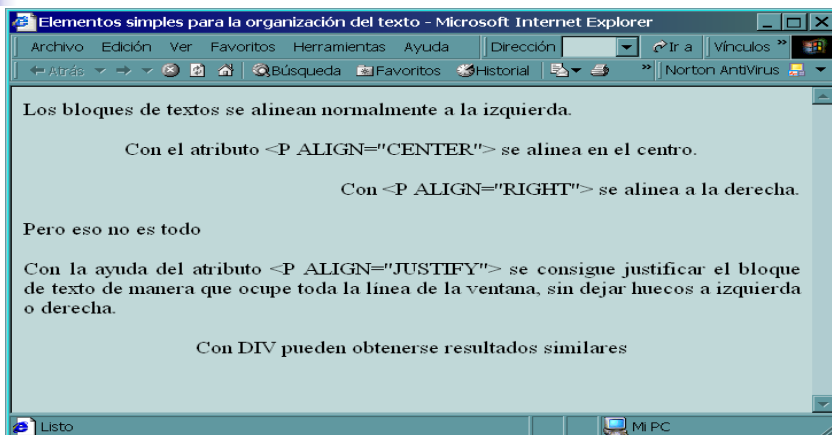 Elementos simples para la organización del texto - Microsoft Internet Explorer
Archivo Edición Ver Favoritos Herramientas Ayuda Dirección Ir a Vínculos »
Atrás Búsqueda Favoritos Historial » Norton AntiVirus
Los bloques de textos se alinean normalmente a la izquierda.
Con el atributo <P ALIGN="CENTER"> se alinea en el centro.
Con <P ALIGN="RIGHT"> se alinea a la derecha.
Pero eso no es todo
Con la ayuda del atributo <P ALIGN="JUSTIFY"> se consigue justificar el bloque
de texto de manera que ocupe toda la línea de la ventana, sin dejar huecos a izquierda
o derecha.
Con DIV pueden obtenerse resultados similares
Listo Mi PC